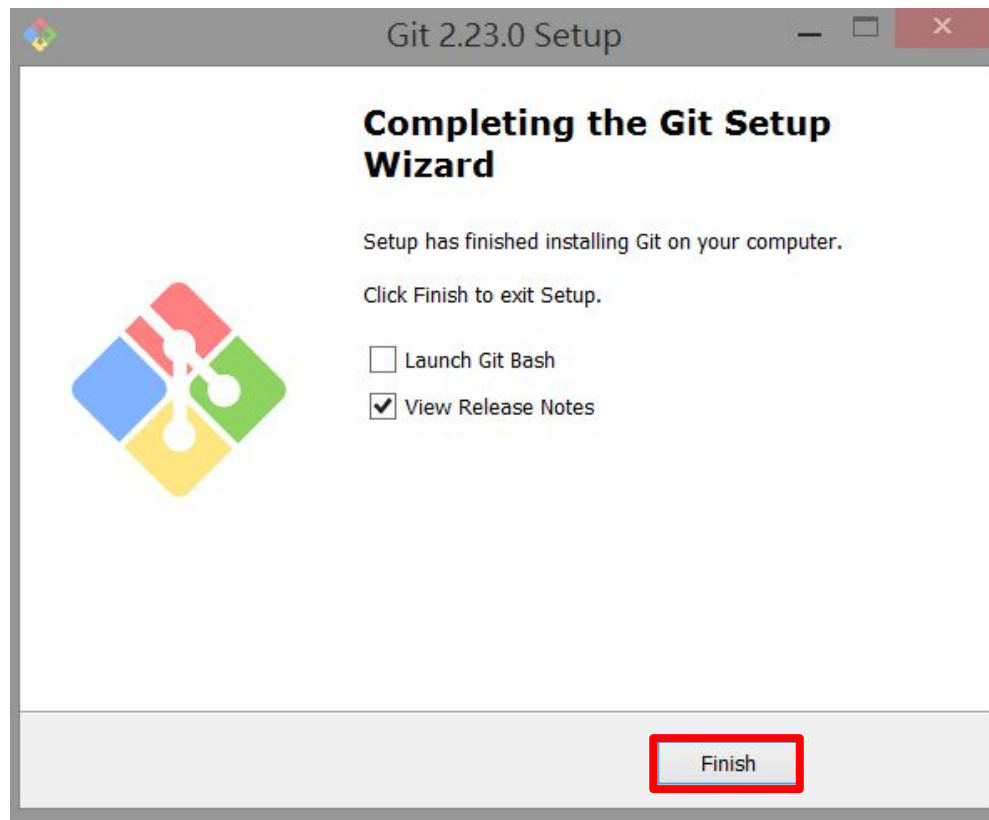 Git 2.23.0 Setup
Completing the Git Setup
Wizard
Setup has finished installing Git on your computer.
Click Finish to exit Setup.
Launch Git Bash
View Release Notes
Finish